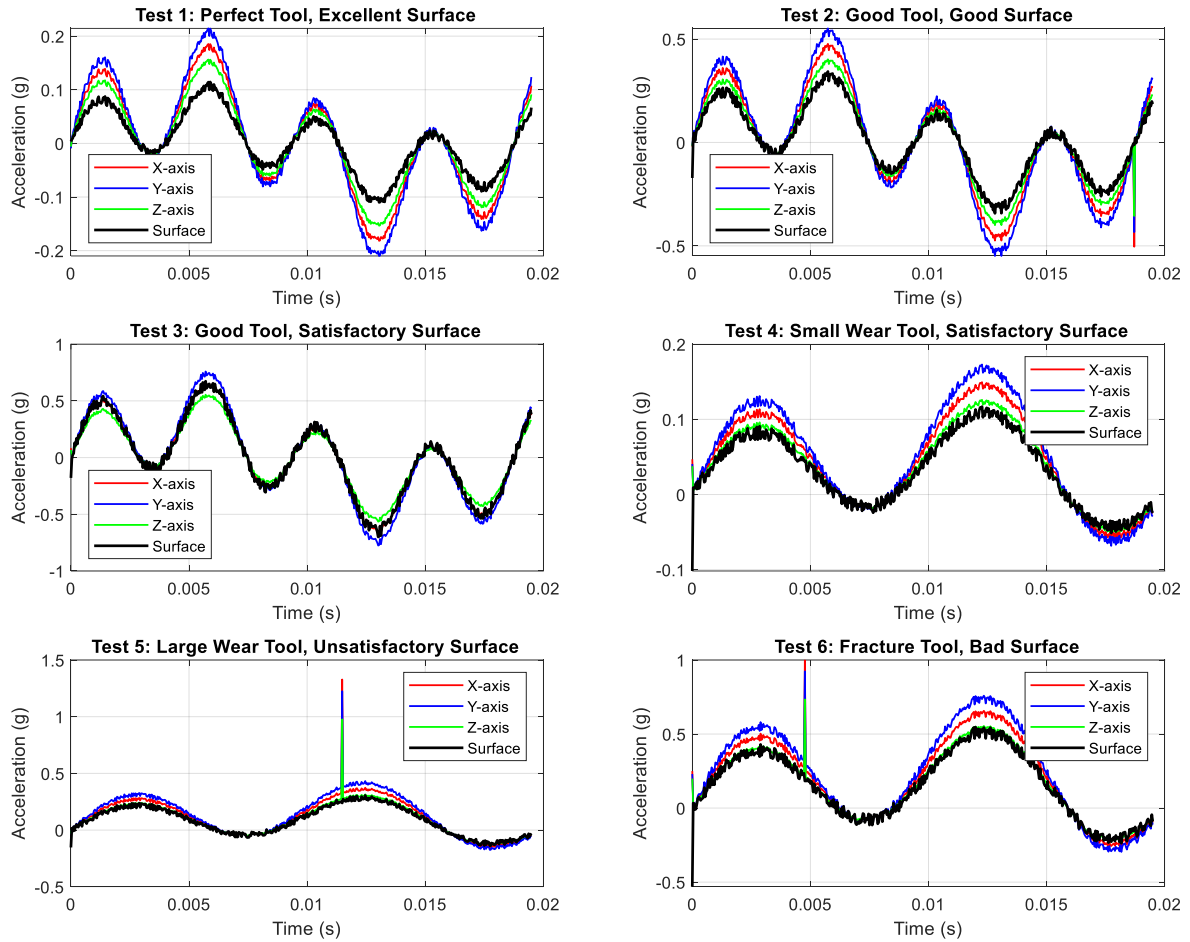 Test 1: Perfect Tool, Excellent Surface
Acceleration (g)
0.2
0.1
0
-0.1
-0.2
X-axis
Y-axis
Z-axis
Surface
0 0.005 0.01 0.015 0.02
Time (s)
Test 2: Good Tool, Good Surface
Acceleration (g)
0.5
0
-0.5
X-axis
Y-axis
Z-axis
Surface
0 0.005 0.01 0.015 0.02
Time (s)
Test 3: Good Tool, Satisfactory Surface
Acceleration (g)
1
0.5
0
-0.5
-1
X-axis
Y-axis
Z-axis
Surface
0 0.005 0.01 0.015 0.02
Time (s)
Test 4: Small Wear Tool, Satisfactory Surface
Acceleration (g)
0.2
0.1
0
-0.1
X-axis
Y-axis
Z-axis
Surface
0 0.005 0.01 0.015 0.02
Time (s)
Test 5: Large Wear Tool, Unsatisfactory Surface
Acceleration (g)
1.5
1
0.5
0
-0.5
X-axis
Y-axis
Z-axis
Surface
0 0.005 0.01 0.015 0.02
Time (s)
Test 6: Fracture Tool, Bad Surface
Acceleration (g)
1
0.5
0
-0.5
X-axis
Y-axis
Z-axis
Surface
0 0.005 0.01 0.015 0.02
Time (s)